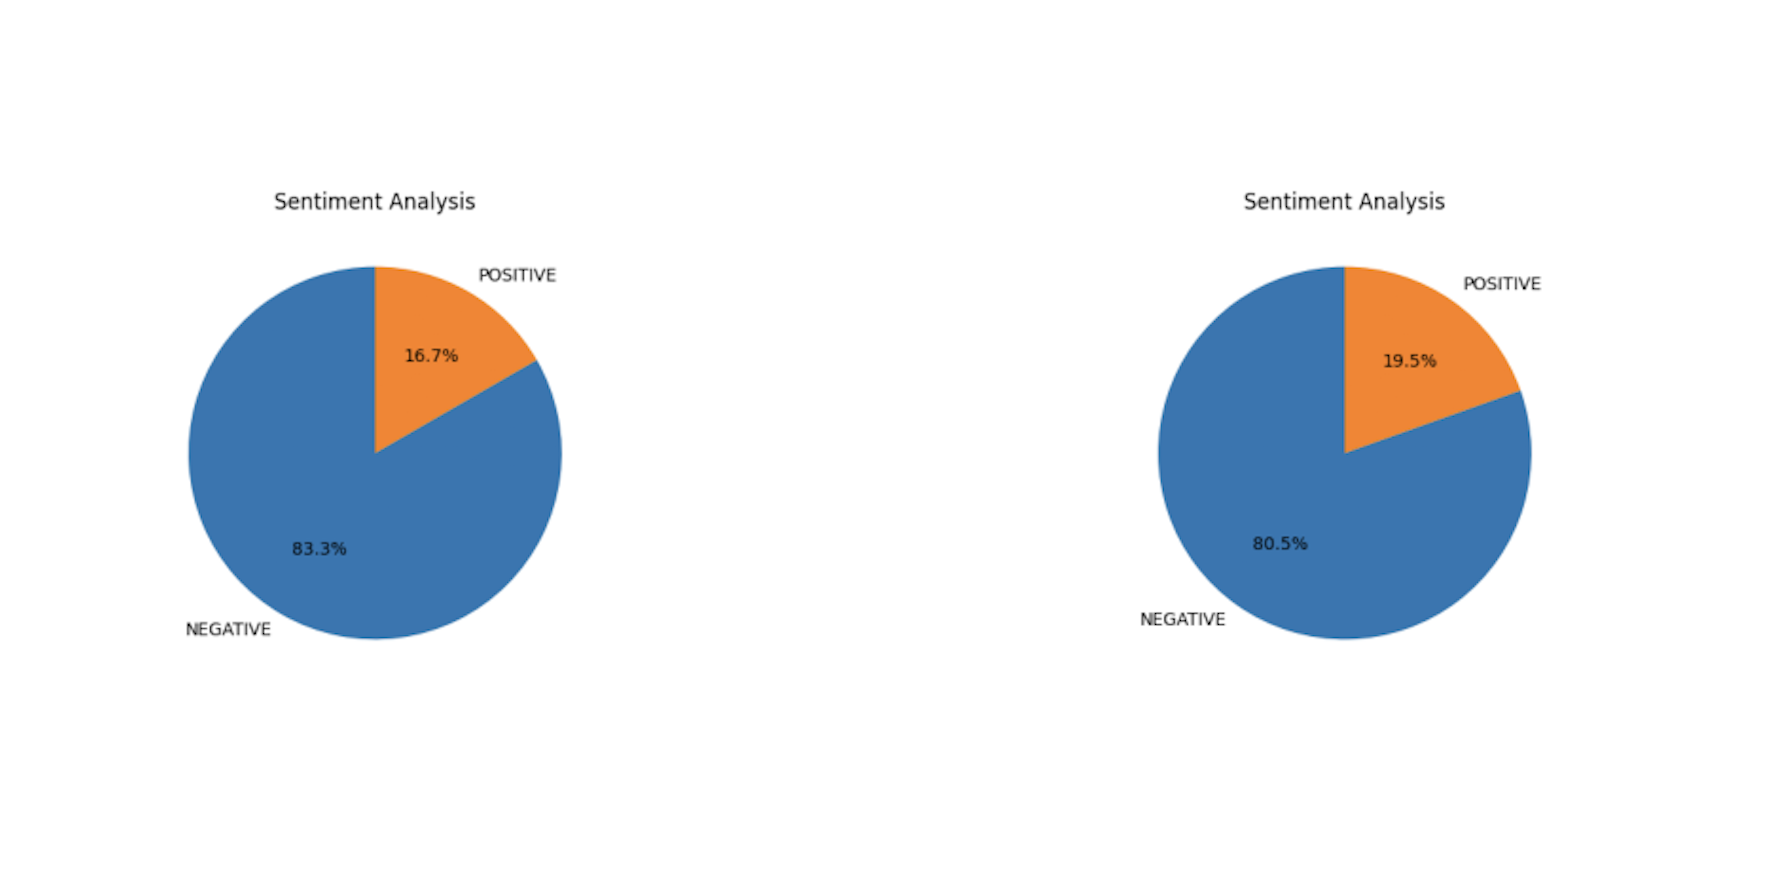 Sentiment Analysis
POSITIVE
16.7%
83.3%
NEGATIVE
Sentiment Analysis
POSITIVE
19.5%
80.5%
NEGATIVE